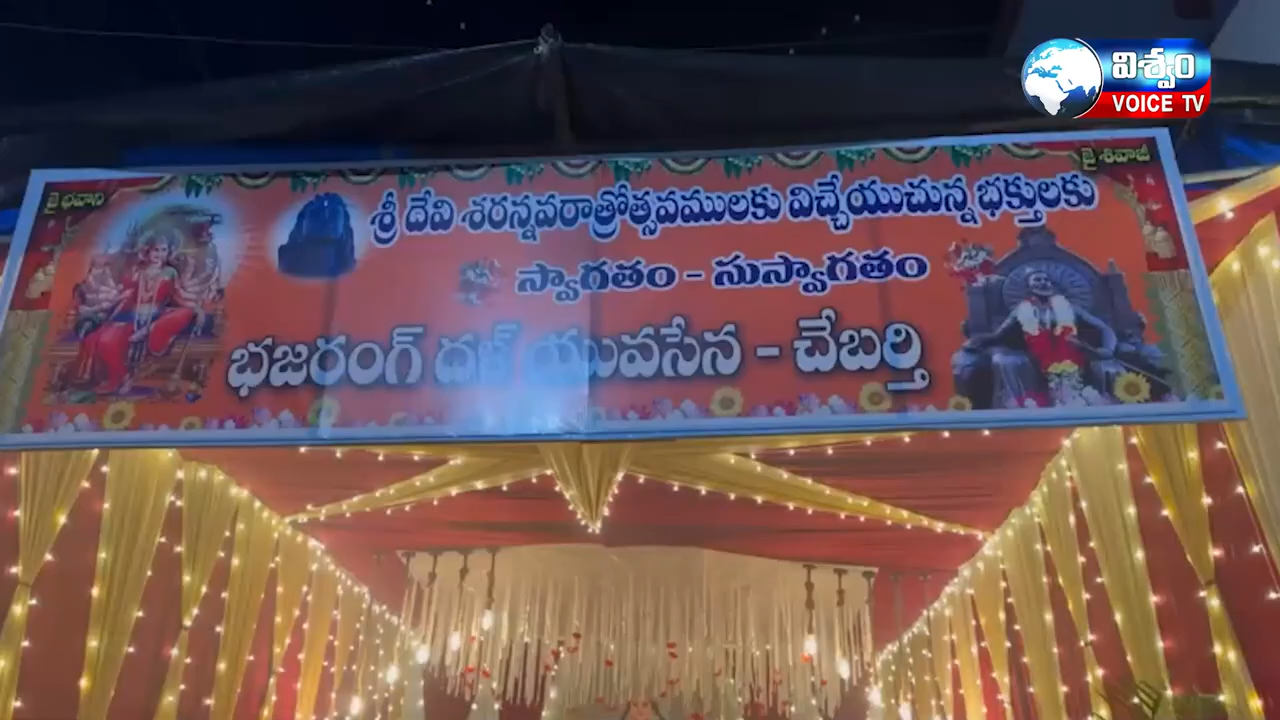 విశ్వం
VOICE TV
జై భవాని
జై శివాజీ
శ్రీ దేవి శరన్నవరాత్రోత్సవములకు విచ్చేయుచున్న భక్తులకు
స్వాగతం - సుస్వాగతం
భజరంగ్ దళ్ యువసేన - చేబర్తి